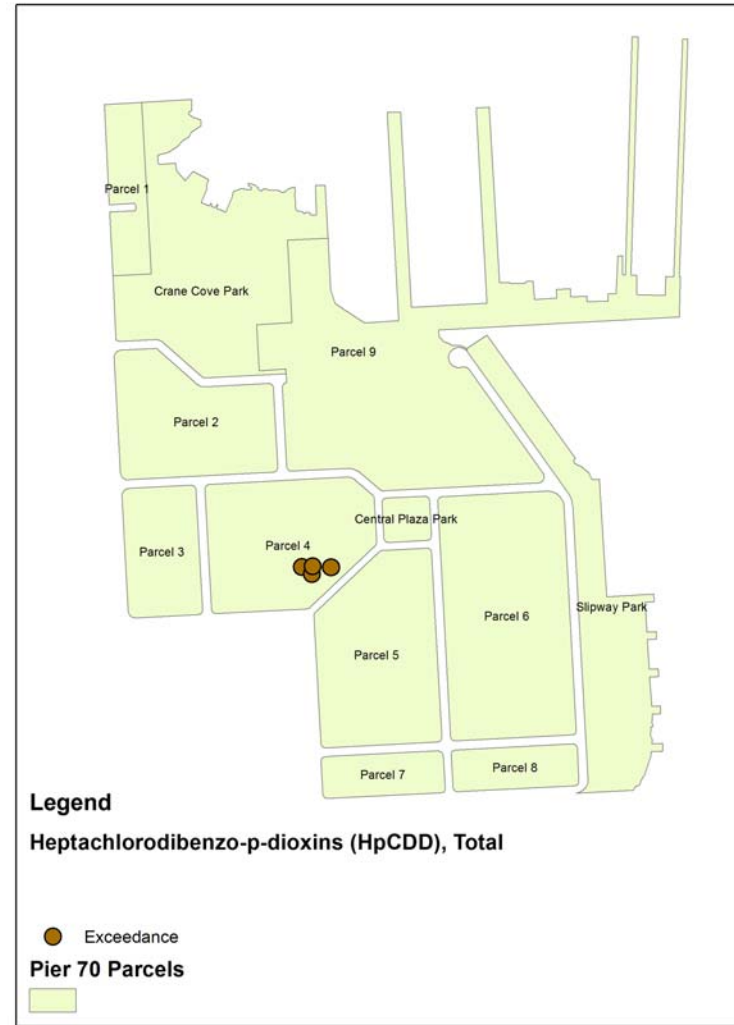 Parcel 1
Crane Cove Park
Parcel 9
Parcel 2
Central Plaza Park
Parcel 3
Parcel 4
Parcel 5
Parcel 6
Slipway Park
Parcel 7
Parcel 8
Legend
Heptachlorodibenzo-p-dioxins (HpCDD), Total
Exceedance
Pier 70 Parcels